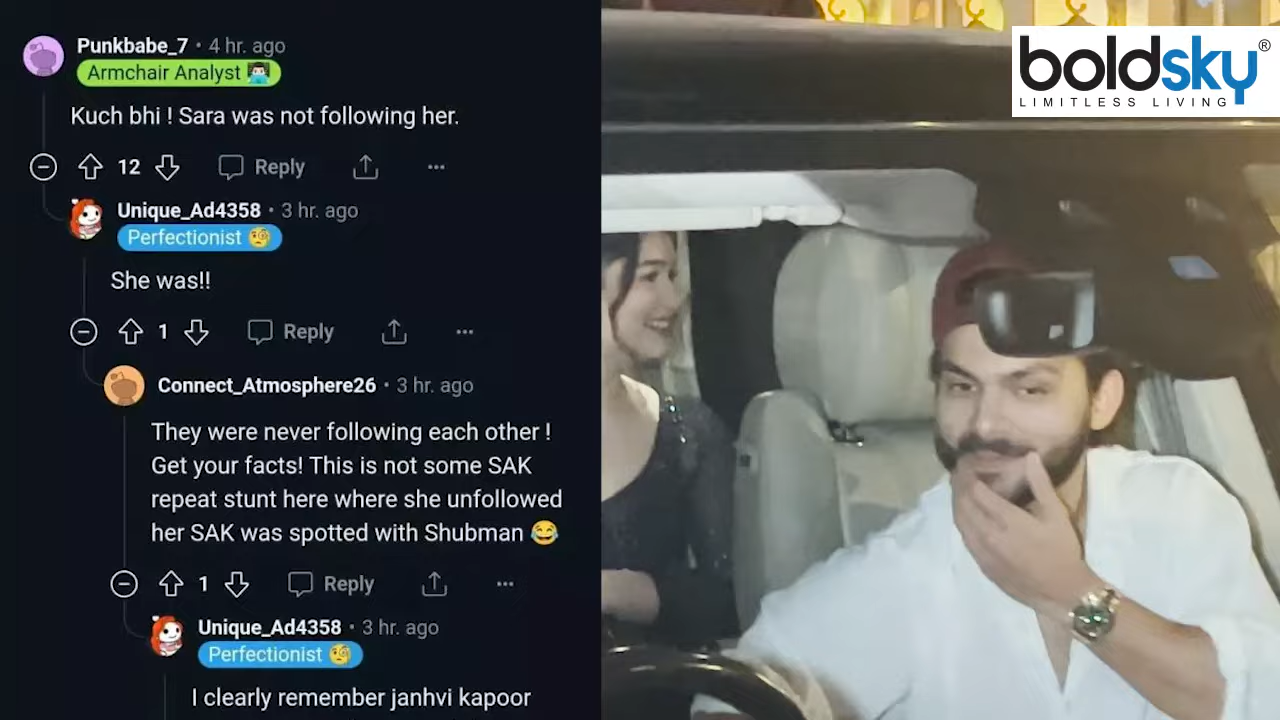 Punkbabe_7 • 4 hr. ago
Armchair Analyst 👨🏻‍💻
Kuch bhi ! Sara was not following her.
12 Reply
Unique_Ad4358 • 3 hr. ago
Perfectionist 🧐
She was!!
1 Reply
Connect_Atmosphere26 • 3 hr. ago
They were never following each other !
Get your facts! This is not some SAK
repeat stunt here where she unfollowed
her SAK was spotted with Shubman 😂
1 Reply
Unique_Ad4358 • 3 hr. ago
Perfectionist 🧐
I clearly remember janhvi kapoor
boldsky®
LIMITLESS LIVING